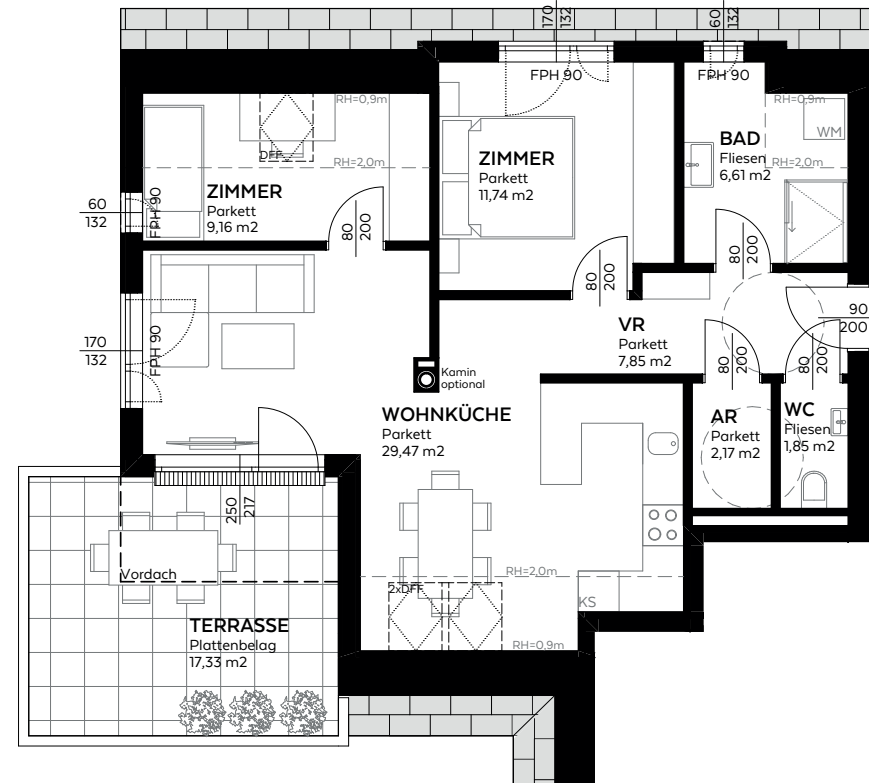 170
132
60
132
FPH 90
FPH 90
RH=0,9m
DFF
RH=2,0m
ZIMMER
Parkett
9,16 m2
60
132
FPH 90
80
200
ZIMMER
Parkett
11,74 m2
80
200
BAD
Fliesen
6,61 m2
RH=0,9m
WM
RH=2,0m
80
200
170
132
FPH 90
Kamin
optional
VR
Parkett
7,85 m2
90
200
80
200
80
200
WOHNKÜCHE
Parkett
29,47 m2
AR
Parkett
2,17 m2
WC
Fliesen
1,85 m2
250
217
Vordach
RH=2,0m
2xDFF
KS
RH=0,9m
TERRASSE
Plattenbelag
17,33 m2